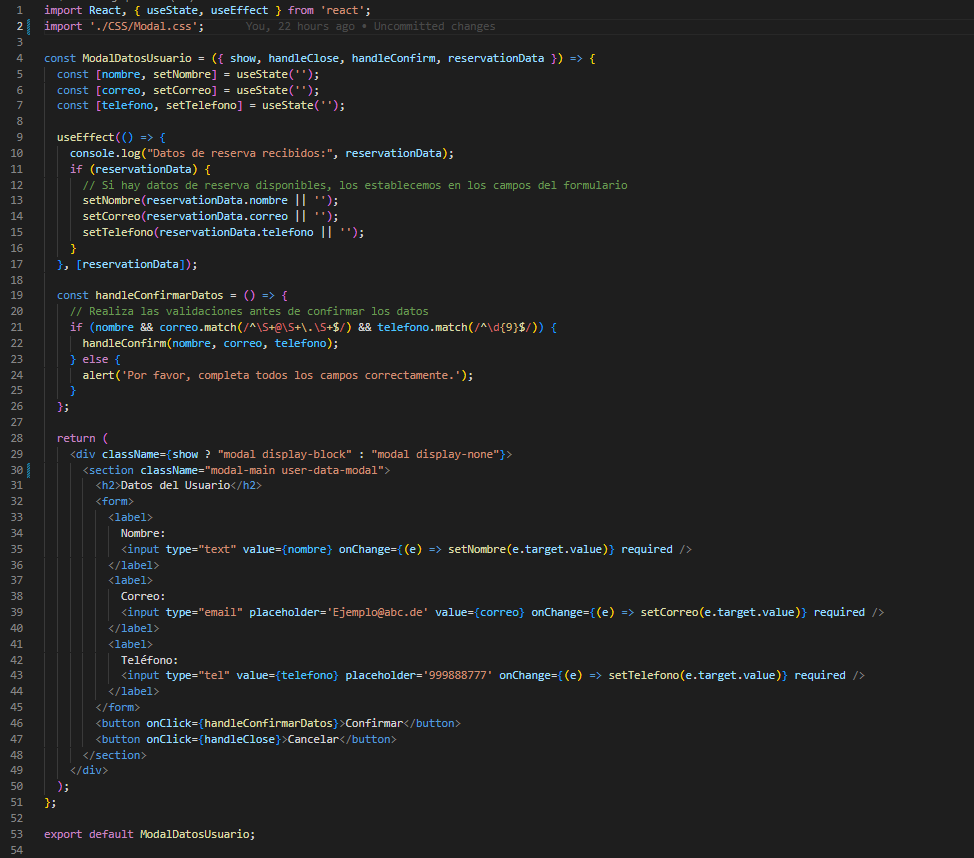 1 import React, { useState, useEffect } from 'react';
2 import './CSS/Modal.css'; You, 22 hours ago • Uncommitted changes
3
4 const ModalDatosUsuario = ({ show, handleClose, handleConfirm, reservationData }) => {
5 const [nombre, setNombre] = useState('');
6 const [correo, setCorreo] = useState('');
7 const [telefono, setTelefono] = useState('');
8
9 useEffect(() => {
10 console.log("Datos de reserva recibidos:", reservationData);
11 if (reservationData) {
12 // Si hay datos de reserva disponibles, los establecemos en los campos del formulario
13 setNombre(reservationData.nombre || '');
14 setCorreo(reservationData.correo || '');
15 setTelefono(reservationData.telefono || '');
16 }
17 }, [reservationData]);
18
19 const handleConfirmarDatos = () => {
20 // Realiza las validaciones antes de confirmar los datos
21 if (nombre && correo.match(/^\S+@\S+\.\S+$/) && telefono.match(/^\d{9}$/)) {
22 handleConfirm(nombre, correo, telefono);
23 } else {
24 alert('Por favor, completa todos los campos correctamente.');
25 }
26 };
27
28 return (
29 <div className={show ? "modal display-block" : "modal display-none"}>
30 <section className="modal-main user-data-modal">
31 <h2>Datos del Usuario</h2>
32 <form>
33 <label>
34 Nombre:
35 <input type="text" value={nombre} onChange={(e) => setNombre(e.target.value)} required />
36 </label>
37 <label>
38 Correo:
39 <input type="email" placeholder='Ejemplo@abc.de' value={correo} onChange={(e) => setCorreo(e.target.value)} required />
40 </label>
41 <label>
42 Teléfono:
43 <input type="tel" value={telefono} placeholder='999888777' onChange={(e) => setTelefono(e.target.value)} required />
44 </label>
45 </form>
46 <button onClick={handleConfirmarDatos}>Confirmar</button>
47 <button onClick={handleClose}>Cancelar</button>
48 </section>
49 </div>
50 );
51 };
52
53 export default ModalDatosUsuario;
54